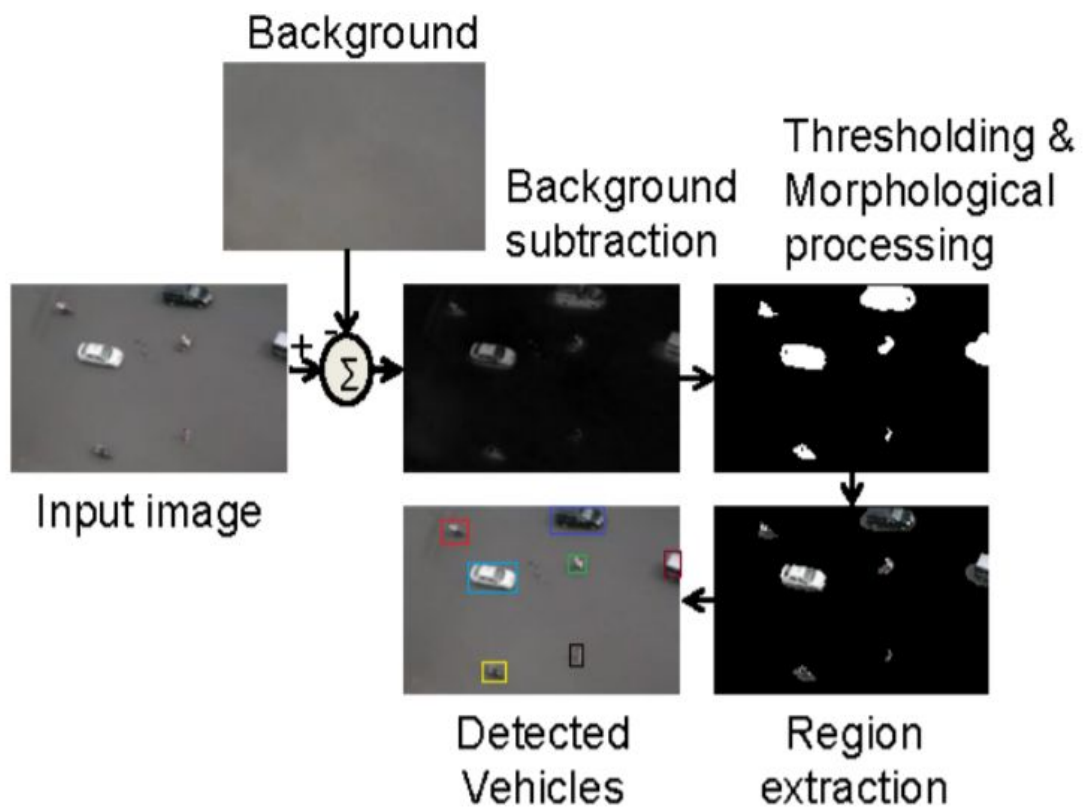 Background
Background
subtraction
Thresholding &
Morphological
processing
+
-
Σ
Input image
Detected
Vehicles
Region
extraction